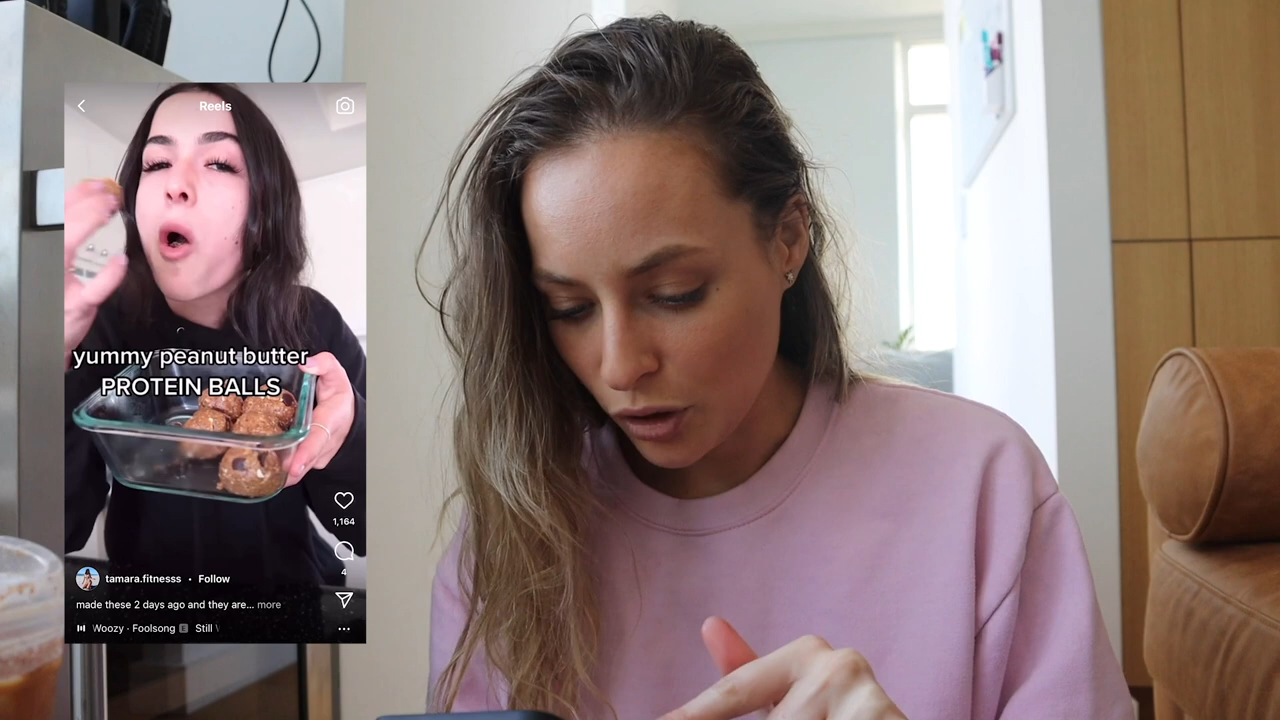 Reels
yummy peanut butter
PROTEIN BALLS
1,164
4
tamara.fitnesss • Follow
made these 2 days ago and they are... more
Woozy · Foolsong E Still